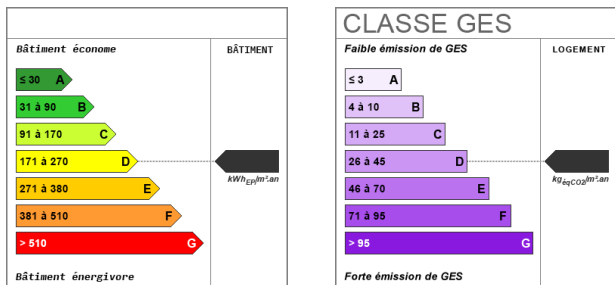 Bâtiment économe
BÂTIMENT
≤ 30 A
31 à 90 B
91 à 170 C
171 à 270 D
kWhEP/m².an
271 à 380 E
381 à 510 F
> 510 G
Bâtiment énergivore
CLASSE GES
Faible émission de GES
LOGEMENT
≤ 3 A
4 à 10 B
11 à 25 C
26 à 45 D
kgéqCO2/m².an
46 à 70 E
71 à 95 F
> 95 G
Forte émission de GES